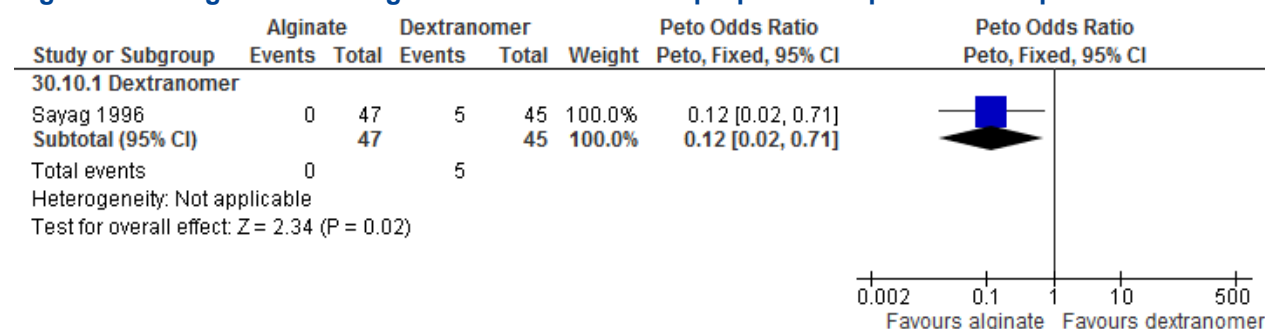 Alginate Dextranomer Peto Odds Ratio Peto Odds Ratio
Study or Subgroup Events Total Events Total Weight Peto, Fixed, 95% CI Peto, Fixed, 95% CI
30.10.1 Dextranomer
Sayag 1996 0 47 5 45 100.0% 0.12 [0.02, 0.71]
Subtotal (95% CI) 47 45 100.0% 0.12 [0.02, 0.71]
Total events 0 5
Heterogeneity: Not applicable
Test for overall effect: Z = 2.34 (P = 0.02)
0.002 0.1 1 10 500
Favours alginate Favours dextranomer